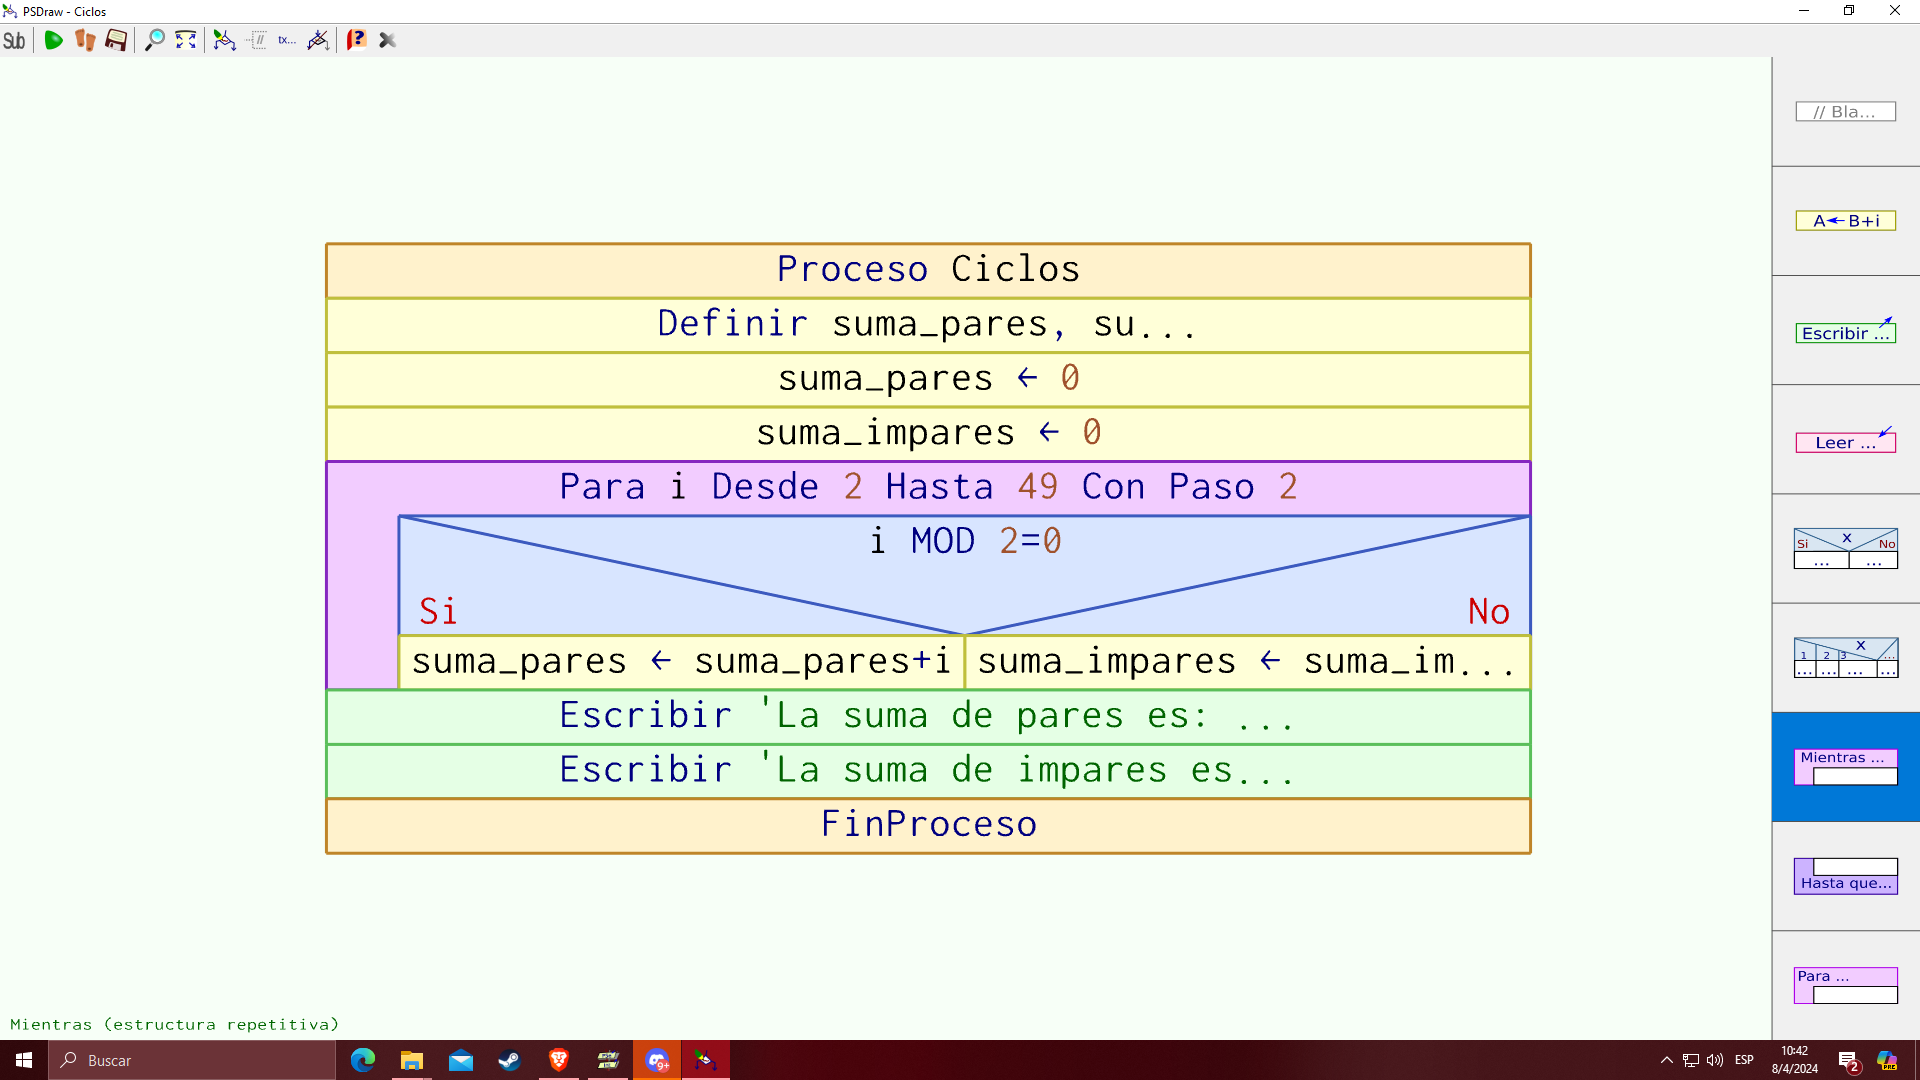 PSDraw - Ciclos
Sub
//
tx...
?
Proceso Ciclos
Definir suma_pares, su...
suma_pares ← 0
suma_impares ← 0
Para i Desde 2 Hasta 49 Con Paso 2
i MOD 2=0
Si
No
suma_pares ← suma_pares+i
suma_impares ← suma_im...
Escribir 'La suma de pares es: ...
Escribir 'La suma de impares es...
FinProceso
// Bla...
A← B+i
Escribir ...
Leer ...
Si x No
... ...
1 2 3 x ...
... ... ... ...
Mientras ...
Hasta que...
Para ...
Mientras (estructura repetitiva)
Buscar
9+
ESP
10:42
8/4/2024
2
PRE